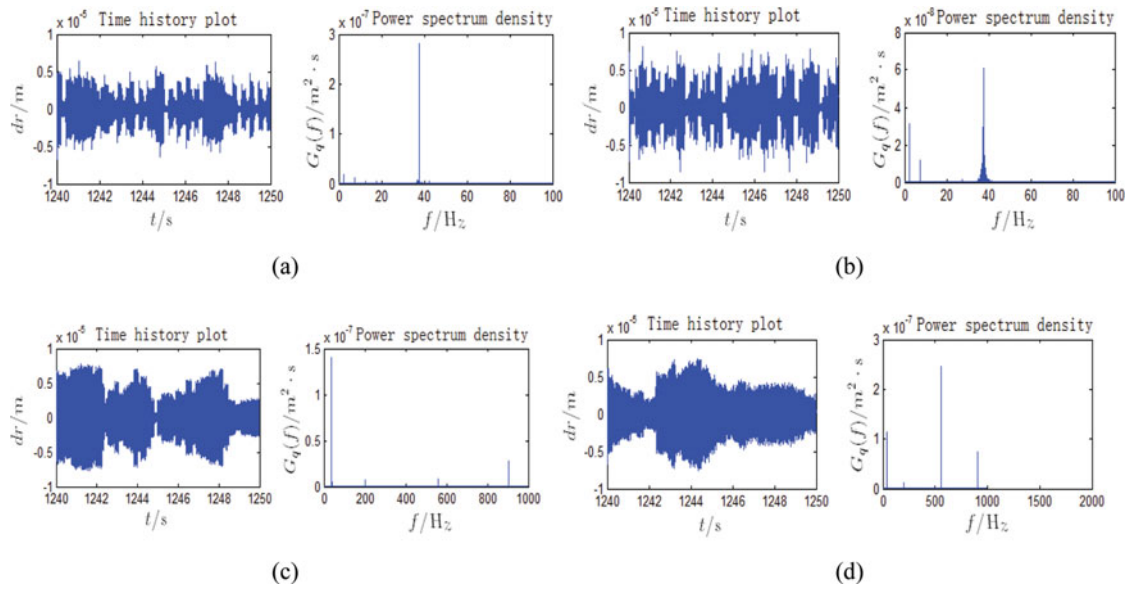 × 10⁻⁵ Time history plot
1
0.5
0
-0.5
-1
1240 1242 1244 1246 1248 1250
dr/m
t/s
× 10⁻⁷ Power spectrum density
3
2
1
0
0 20 40 60 80 100
G_q(f)/m² · s
f/Hz
(a)
× 10⁻⁵ Time history plot
1
0.5
0
-0.5
-1
1240 1242 1244 1246 1248 1250
dr/m
t/s
× 10⁻⁸ Power spectrum density
8
6
4
2
0
0 20 40 60 80 100
G_q(f)/m² · s
f/Hz
(b)
× 10⁻⁵ Time history plot
1
0.5
0
-0.5
-1
1240 1242 1244 1246 1248 1250
dr/m
t/s
× 10⁻⁷ Power spectrum density
1.5
1
0.5
0
0 200 400 600 800 1000
G_q(f)/m² · s
f/Hz
(c)
× 10⁻⁵ Time history plot
1
0.5
0
-0.5
-1
1240 1242 1244 1246 1248 1250
dr/m
t/s
× 10⁻⁷ Power spectrum density
3
2
1
0
0 500 1000 1500 2000
G_q(f)/m² · s
f/Hz
(d)